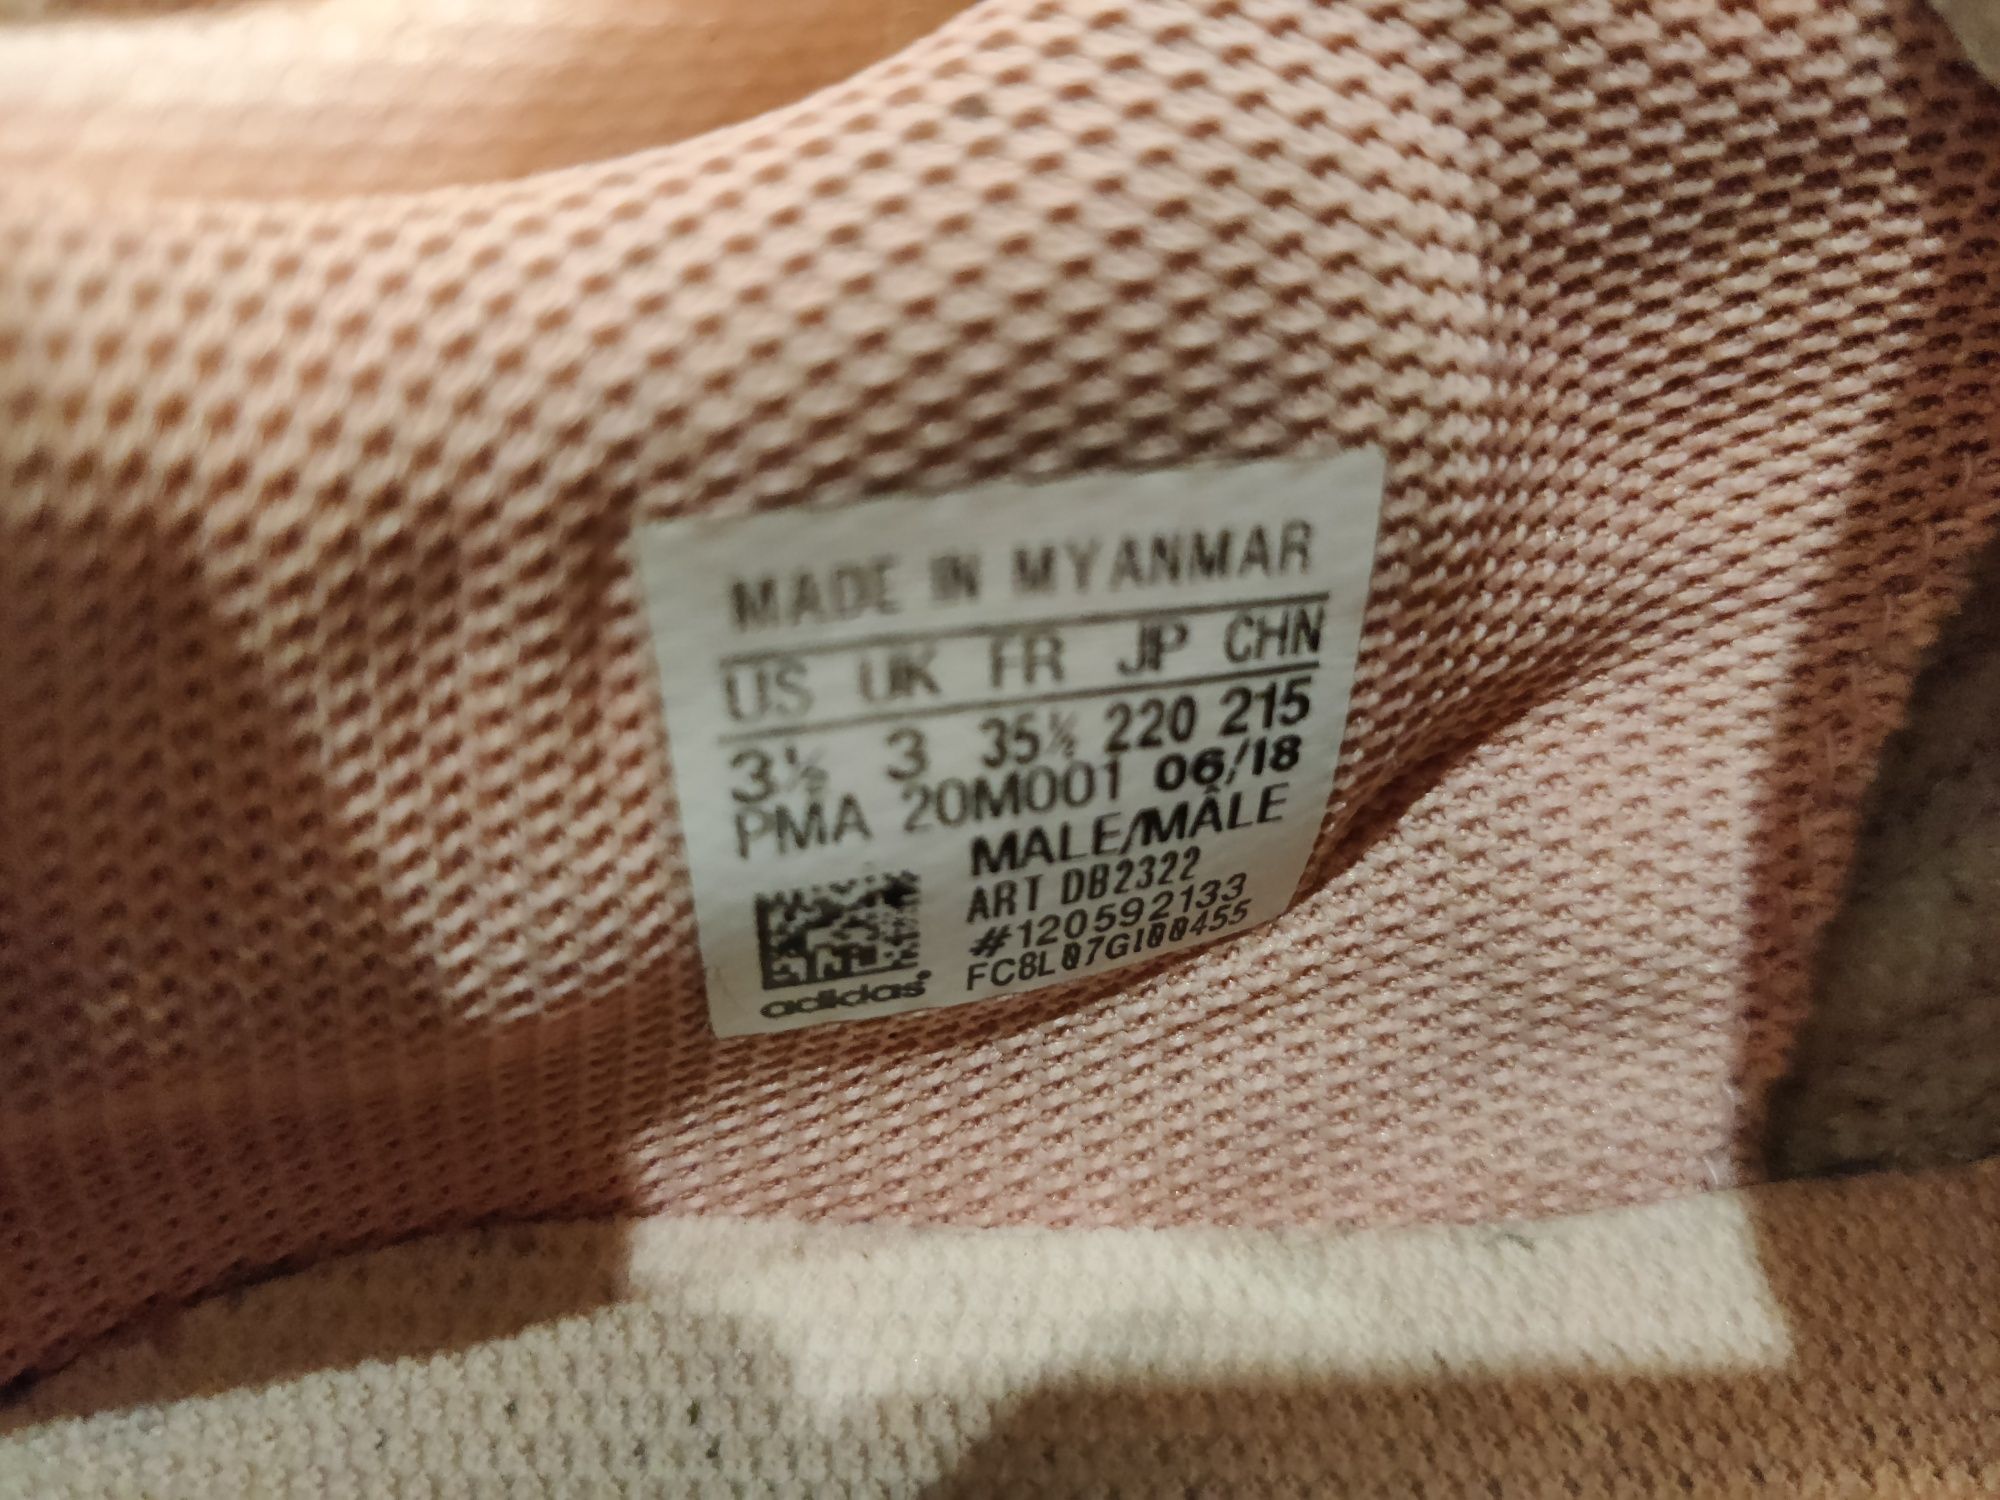 MADE IN MYANMAR
US UK FR JP CHN
3½ 3 35½ 220 215
PMA 20M001 06/18
MALE/MÂLE
ART DB2322
#120592133
FC8L07GI00455
adidas